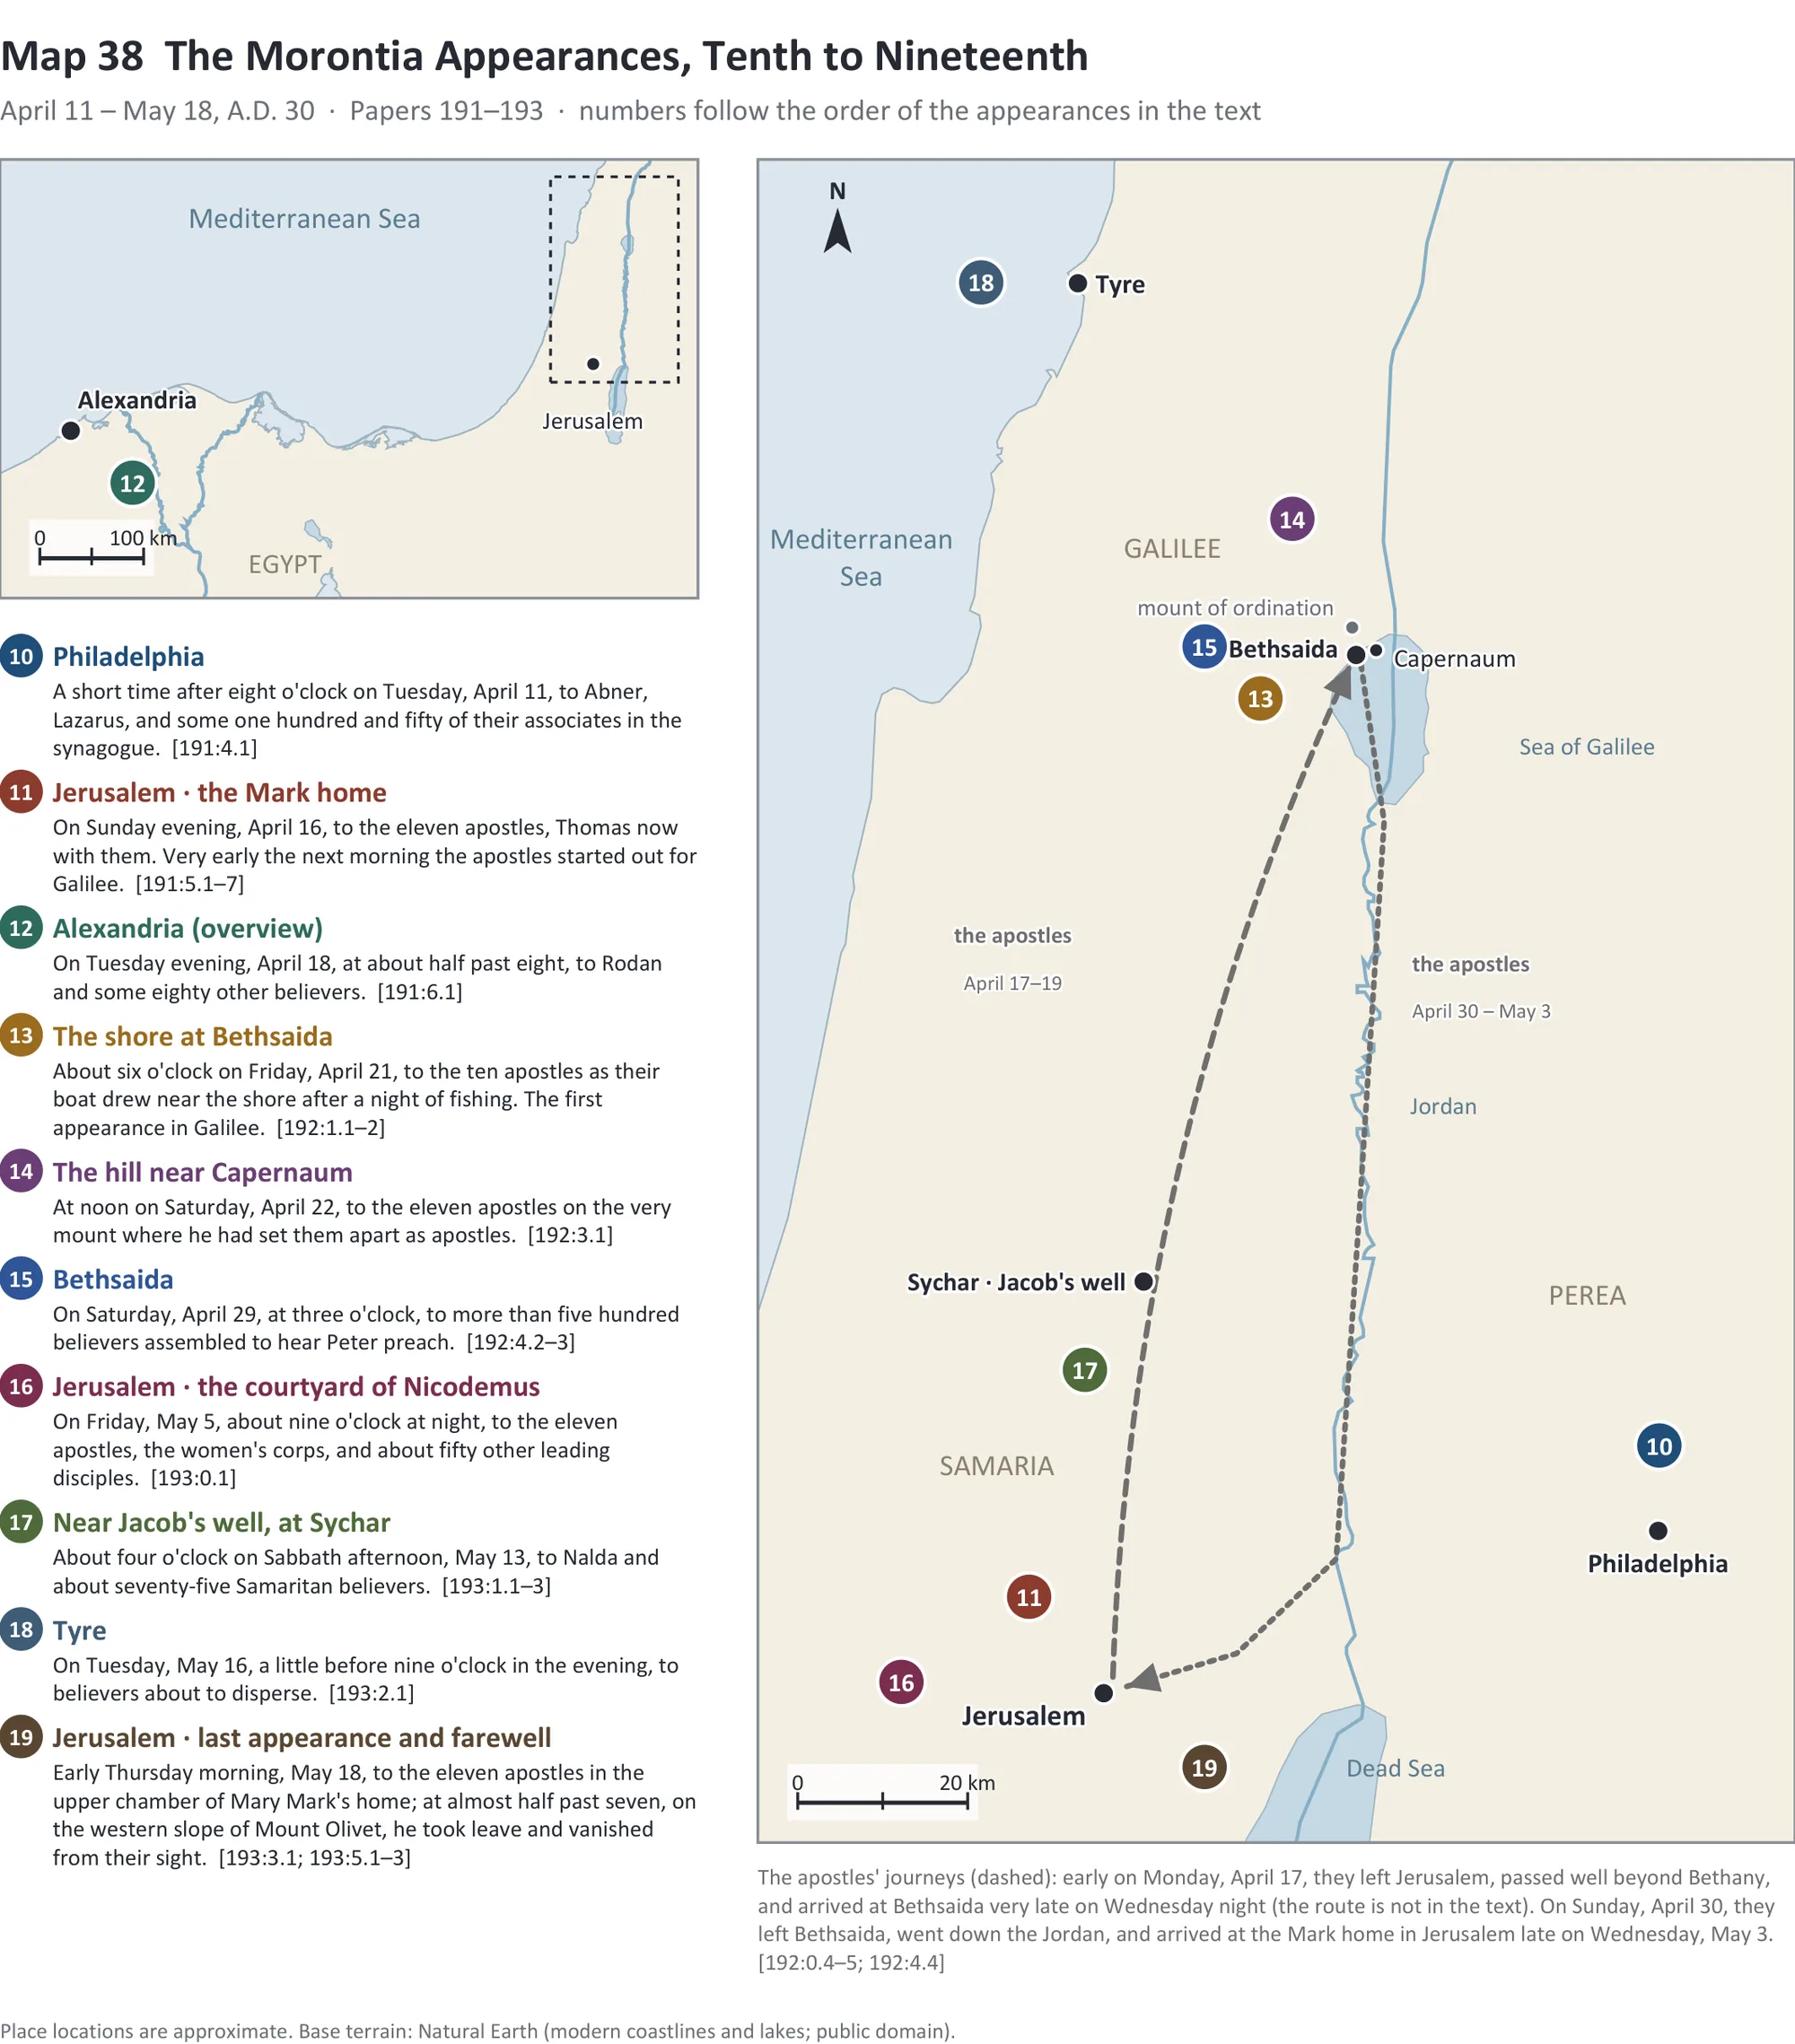 Map 38 The Morontia Appearances, Tenth to Nineteenth
April 11 – May 18, A.D. 30 · Papers 191–193 · numbers follow the order of the appearances in the text
Mediterranean Sea
Alexandria
Jerusalem
12
0 100 km
EGYPT
10 Philadelphia
A short time after eight o'clock on Tuesday, April 11, to Abner,
Lazarus, and some one hundred and fifty of their associates in the
synagogue. [191:4.1]
11 Jerusalem · the Mark home
On Sunday evening, April 16, to the eleven apostles, Thomas now
with them. Very early the next morning the apostles started out for
Galilee. [191:5.1–7]
12 Alexandria (overview)
On Tuesday evening, April 18, at about half past eight, to Rodan
and some eighty other believers. [191:6.1]
13 The shore at Bethsaida
About six o'clock on Friday, April 21, to the ten apostles as their
boat drew near the shore after a night of fishing. The first
appearance in Galilee. [192:1.1–2]
14 The hill near Capernaum
At noon on Saturday, April 22, to the eleven apostles on the very
mount where he had set them apart as apostles. [192:3.1]
15 Bethsaida
On Saturday, April 29, at three o'clock, to more than five hundred
believers assembled to hear Peter preach. [192:4.2–3]
16 Jerusalem · the courtyard of Nicodemus
On Friday, May 5, about nine o'clock at night, to the eleven
apostles, the women's corps, and about fifty other leading
disciples. [193:0.1]
17 Near Jacob's well, at Sychar
About four o'clock on Sabbath afternoon, May 13, to Nalda and
about seventy-five Samaritan believers. [193:1.1–3]
18 Tyre
On Tuesday, May 16, a little before nine o'clock in the evening, to
believers about to disperse. [193:2.1]
19 Jerusalem · last appearance and farewell
Early Thursday morning, May 18, to the eleven apostles in the
upper chamber of Mary Mark's home; at almost half past seven, on
the western slope of Mount Olivet, he took leave and vanished
from their sight. [193:3.1; 193:5.1–3]
N
18 Tyre
Mediterranean
Sea
14
GALILEE
mount of ordination
15 Bethsaida
Capernaum
13
Sea of Galilee
the apostles
April 17–19
the apostles
April 30 – May 3
Jordan
Sychar · Jacob's well
PEREA
17
SAMARIA
10
Philadelphia
11
16
Jerusalem
19
Dead Sea
0 20 km
The apostles' journeys (dashed): early on Monday, April 17, they left Jerusalem, passed well beyond Bethany,
and arrived at Bethsaida very late on Wednesday night (the route is not in the text). On Sunday, April 30, they
left Bethsaida, went down the Jordan, and arrived at the Mark home in Jerusalem late on Wednesday, May 3.
[192:0.4–5; 192:4.4]
Place locations are approximate. Base terrain: Natural Earth (modern coastlines and lakes; public domain).